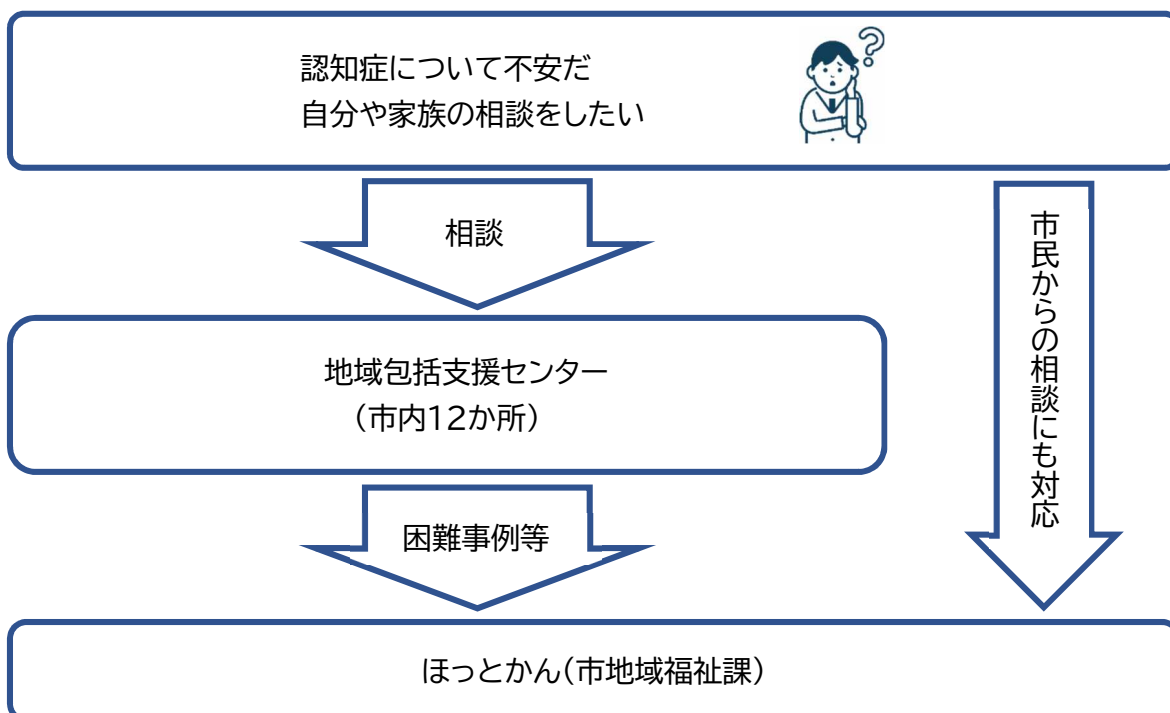 認知症について不安だ
自分や家族の相談をしたい
相談
市民からの相談にも対応
地域包括支援センター
（市内12か所）
困難事例等
ほっとかん（市地域福祉課）